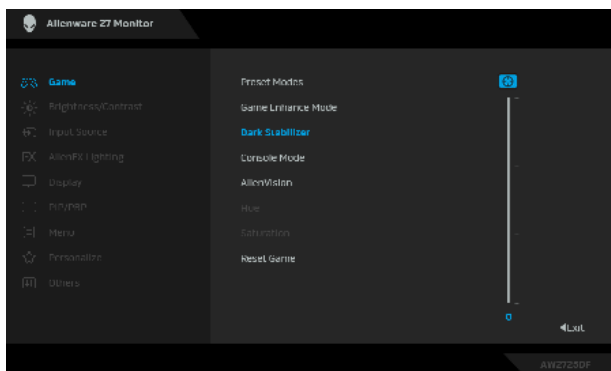 Alienware 27 Monitor
Game
Brightness/Contrast
Input Source
AlienFX Lighting
Display
PIP/PBP
Menu
Personalize
Others
Preset Modes
Game Enhance Mode
Dark Stabilizer
Console Mode
AlienVision
Hue
Saturation
Reset Game
0
Exit
AW2725DF